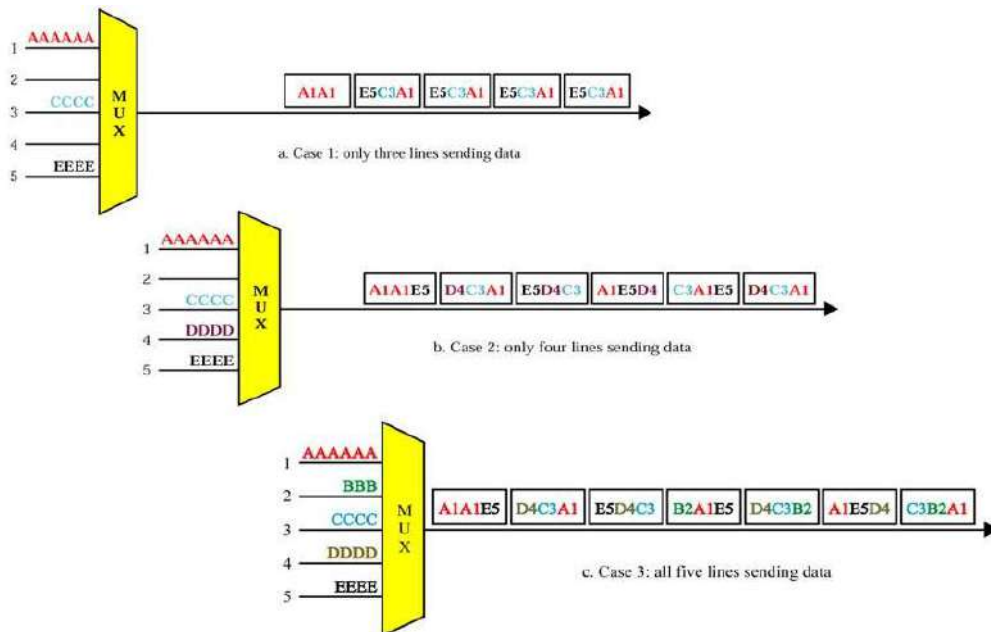 1 AAAAAA
2
3 CCCC
4
5 EEEE
MUX
A1A1 E5C3A1 E5C3A1 E5C3A1 E5C3A1
a. Case 1: only three lines sending data
1 AAAAAA
2
3 CCCC
4 DDDD
5 EEEE
MUX
A1A1E5 D4C3A1 E5D4C3 A1E5D4 C3A1E5 D4C3A1
b. Case 2: only four lines sending data
1 AAAAAA
2 BBB
3 CCCC
4 DDDD
5 EEEE
MUX
A1A1E5 D4C3A1 E5D4C3 B2A1E5 D4C3B2 A1E5D4 C3B2A1
c. Case 3: all five lines sending data